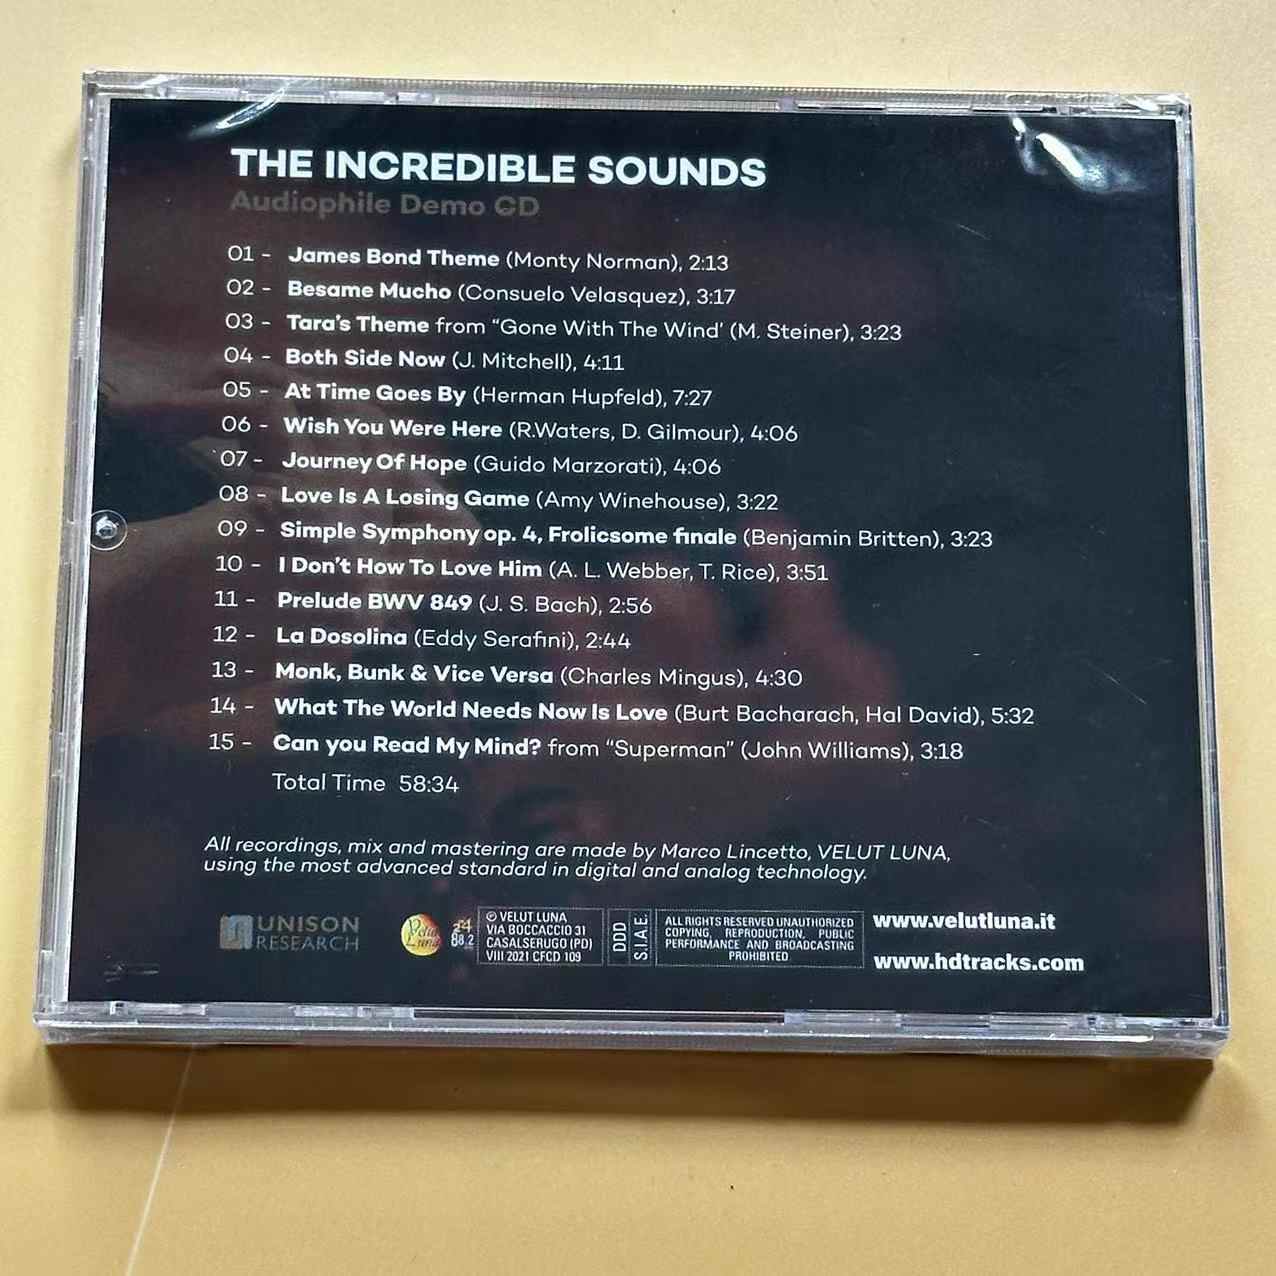 THE INCREDIBLE SOUNDS
Audiophile Demo CD
01 - James Bond Theme (Monty Norman), 2:13
02 - Besame Mucho (Consuelo Velasquez), 3:17
03 - Tara's Theme from "Gone With The Wind' (M. Steiner), 3:23
04 - Both Side Now (J. Mitchell), 4:11
05 - At Time Goes By (Herman Hupfeld), 7:27
06 - Wish You Were Here (R.Waters, D. Gilmour), 4:06
07 - Journey Of Hope (Guido Marzorati), 4:06
08 - Love Is A Losing Game (Amy Winehouse), 3:22
09 - Simple Symphony op. 4, Frolicsome finale (Benjamin Britten), 3:23
10 - I Don't How To Love Him (A. L. Webber, T. Rice), 3:51
11 - Prelude BWV 849 (J. S. Bach), 2:56
12 - La Dosolina (Eddy Serafini), 2:44
13 - Monk, Bunk & Vice Versa (Charles Mingus), 4:30
14 - What The World Needs Now Is Love (Burt Bacharach, Hal David), 5:32
15 - Can you Read My Mind? from "Superman" (John Williams), 3:18
Total Time 58:34
All recordings, mix and mastering are made by Marco Lincetto, VELUT LUNA,
using the most advanced standard in digital and analog technology.
UNISON
RESEARCH
Velut
Luna
24
88.2
℗ VELUT LUNA
VIA BOCCACCIO 31
CASALSERUGO (PD)
VIII 2021 CFCD 109
DDD
S.I.A.E.
ALL RIGHTS RESERVED UNAUTHORIZED
COPYING, REPRODUCTION, PUBLIC
PERFORMANCE AND BROADCASTING
PROHIBITED
www.velutluna.it
www.hdtracks.com